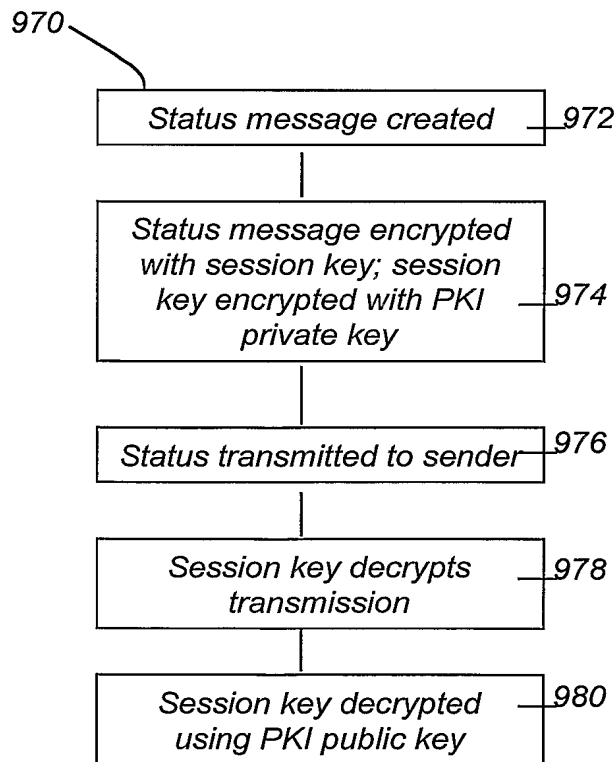 970
Status message created
972
Status message encrypted
with session key; session
key encrypted with PKI
private key
974
Status transmitted to sender
976
Session key decrypts
transmission
978
Session key decrypted
using PKI public key
980